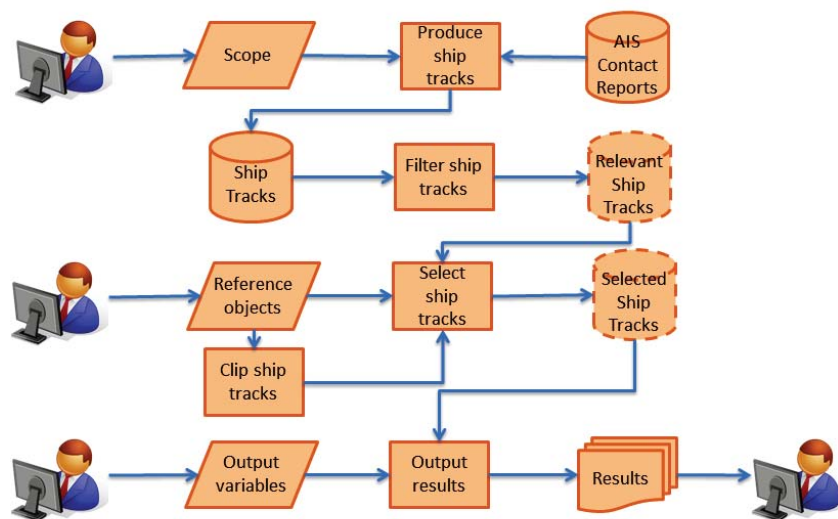 Scope
Produce
ship
tracks
AIS
Contact
Reports
Ship
Tracks
Filter ship
tracks
Relevant
Ship
Tracks
Reference
objects
Select
ship
tracks
Selected
Ship
Tracks
Clip ship
tracks
Output
variables
Output
results
Results